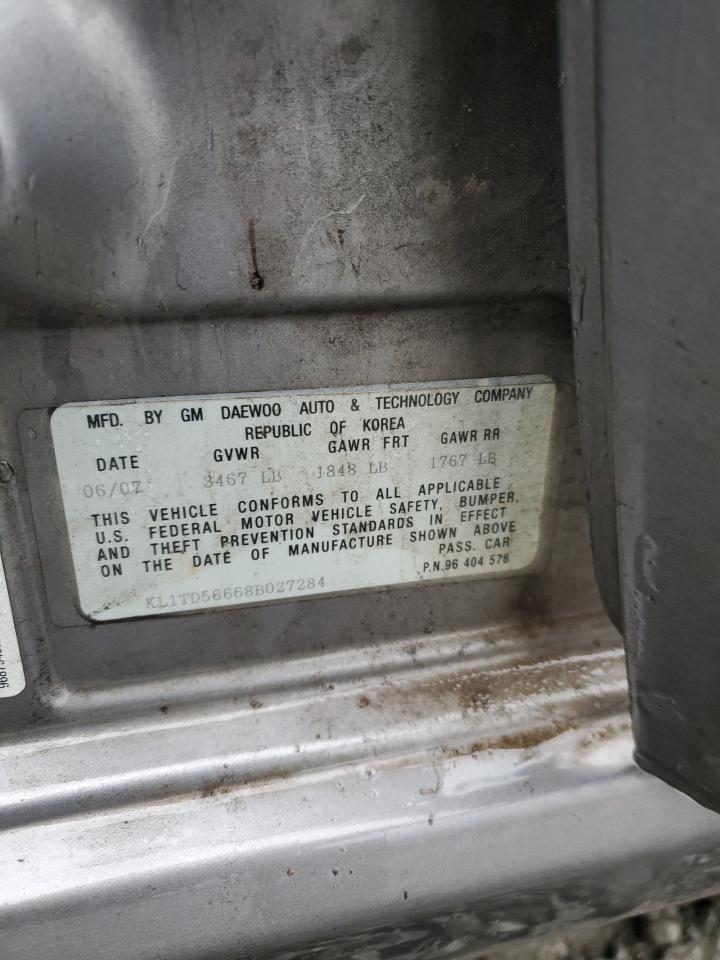 MFD. BY GM DAEWOO AUTO & TECHNOLOGY COMPANY
REPUBLIC OF KOREA
DATE GVWR GAWR FRT GAWR RR
06/07 3467 LB 1848 LB 1767 LB
THIS VEHICLE CONFORMS TO ALL APPLICABLE
U.S. FEDERAL MOTOR VEHICLE SAFETY, BUMPER,
AND THEFT PREVENTION STANDARDS IN EFFECT
ON THE DATE OF MANUFACTURE SHOWN ABOVE
PASS. CAR
KL1TD56668B027284 P.N.96 404 578